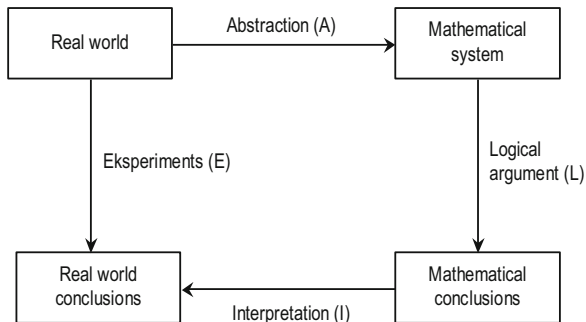 Real world
Abstraction (A)
Mathematical
system
Eksperiments (E)
Logical
argument (L)
Real world
conclusions
Interpretation (I)
Mathematical
conclusions